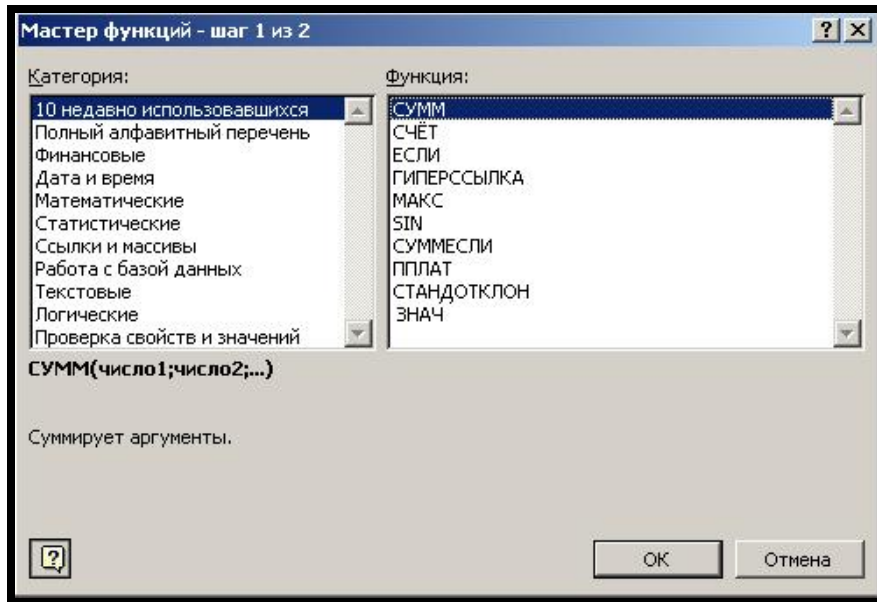 Мастер функций - шаг 1 из 2
Категория:
10 недавно использовавшихся
Полный алфавитный перечень
Финансовые
Дата и время
Математические
Статистические
Ссылки и массивы
Работа с базой данных
Текстовые
Логические
Проверка свойств и значений
Функция:
СУММ
СЧЁТ
ЕСЛИ
ГИПЕРССЫЛКА
МАКС
SIN
СУММЕСЛИ
ППЛАТ
СТАНДОТКЛОН
ЗНАЧ
СУММ(число1;число2;...)
Суммирует аргументы.
ОК
Отмена